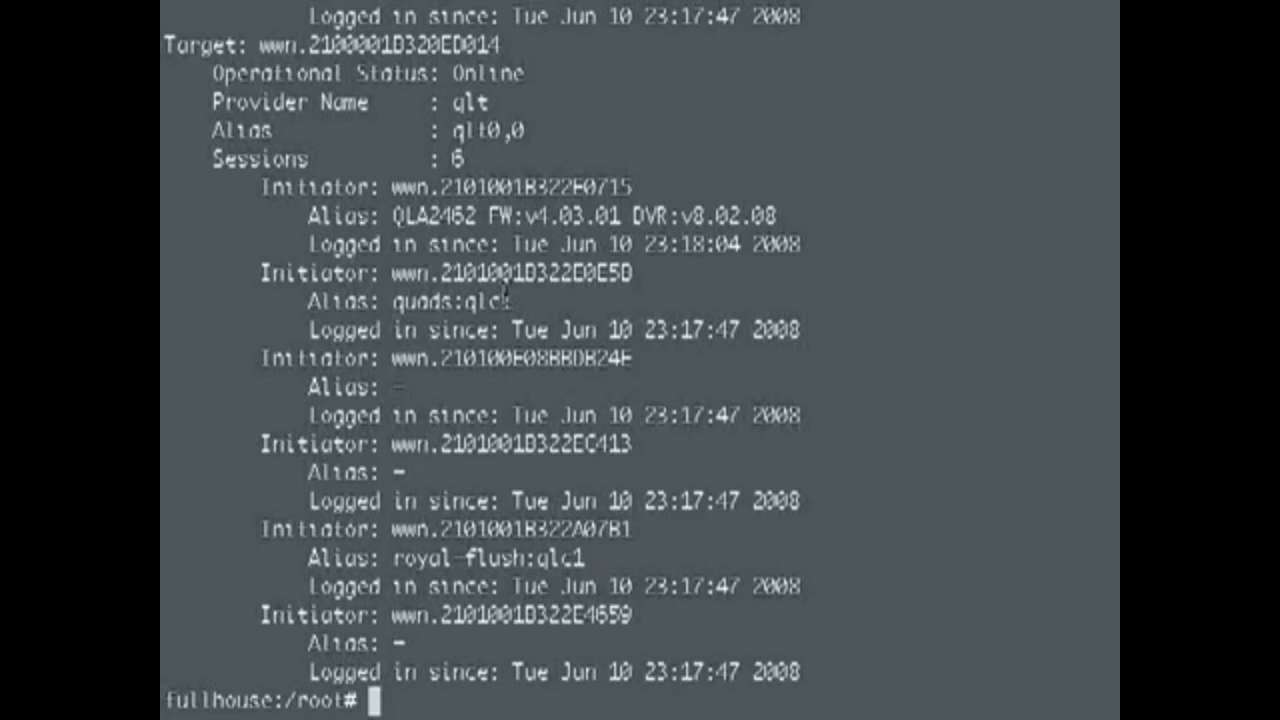 Logged in since: Tue Jun 10 23:17:47 2008
Target: wwn.2100001B320ED014
Operational Status: Online
Provider Name : qlt
Alias : qlt0,0
Sessions : 6
Initiator: wwn.2101001B322E0715
Alias: QLA2462 FW:v4.03.01 DVR:v8.02.08
Logged in since: Tue Jun 10 23:18:04 2008
Initiator: wwn.2101001B322E0E5D
Alias: quads:qlc1
Logged in since: Tue Jun 10 23:17:47 2008
Initiator: wwn.210100E08BBDB24E
Alias: -
Logged in since: Tue Jun 10 23:17:47 2008
Initiator: wwn.2101001B322EC413
Alias: -
Logged in since: Tue Jun 10 23:17:47 2008
Initiator: wwn.2101001B322A07B1
Alias: royal-flush:qlc1
Logged in since: Tue Jun 10 23:17:47 2008
Initiator: wwn.2101001B322E4659
Alias: -
Logged in since: Tue Jun 10 23:17:47 2008
fullhouse:/root#